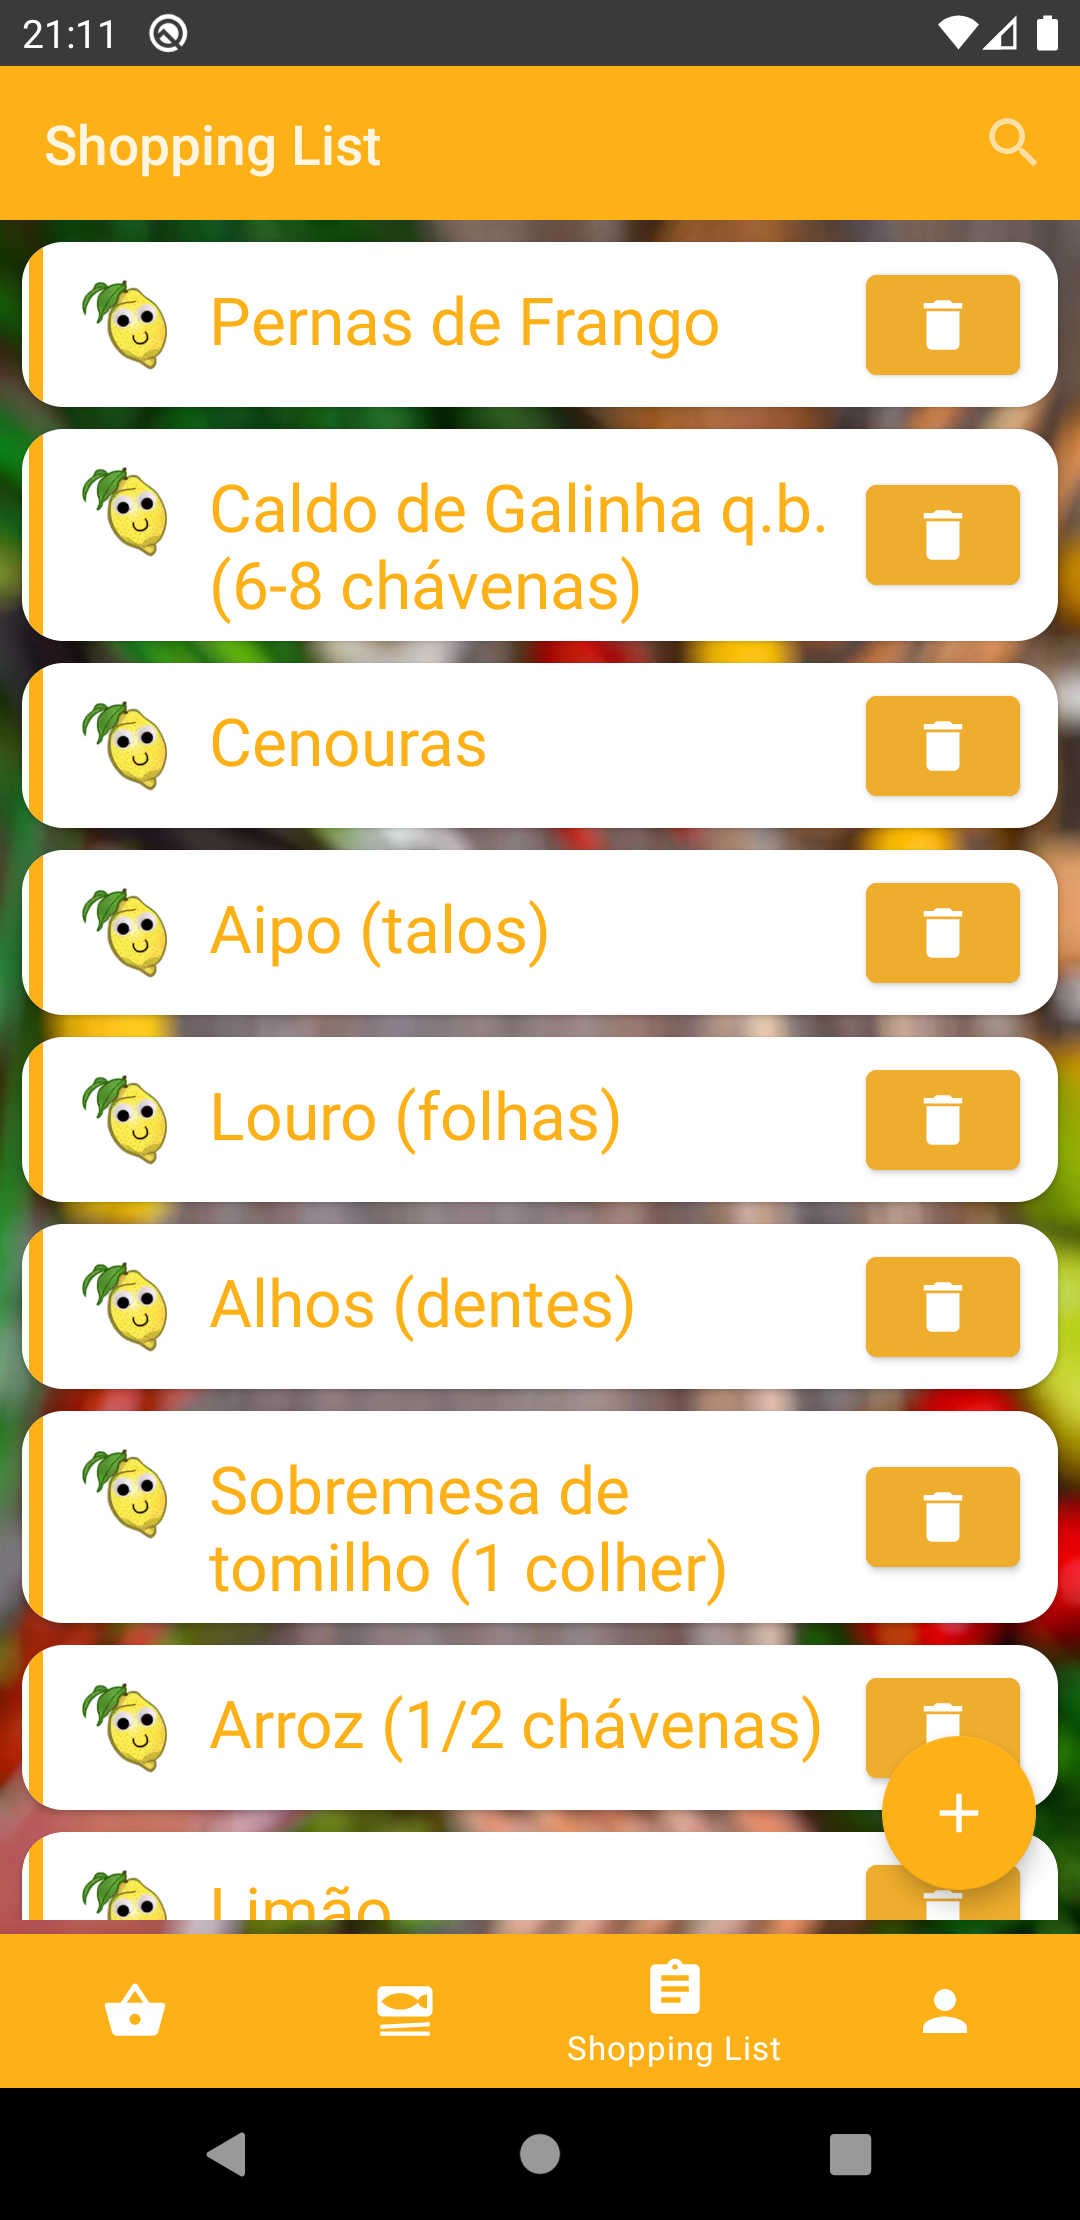 21:11
Shopping List
Pernas de Frango
Caldo de Galinha q.b.
(6-8 chávenas)
Cenouras
Aipo (talos)
Louro (folhas)
Alhos (dentes)
Sobremesa de
tomilho (1 colher)
Arroz (1/2 chávenas)
Limão
Shopping List